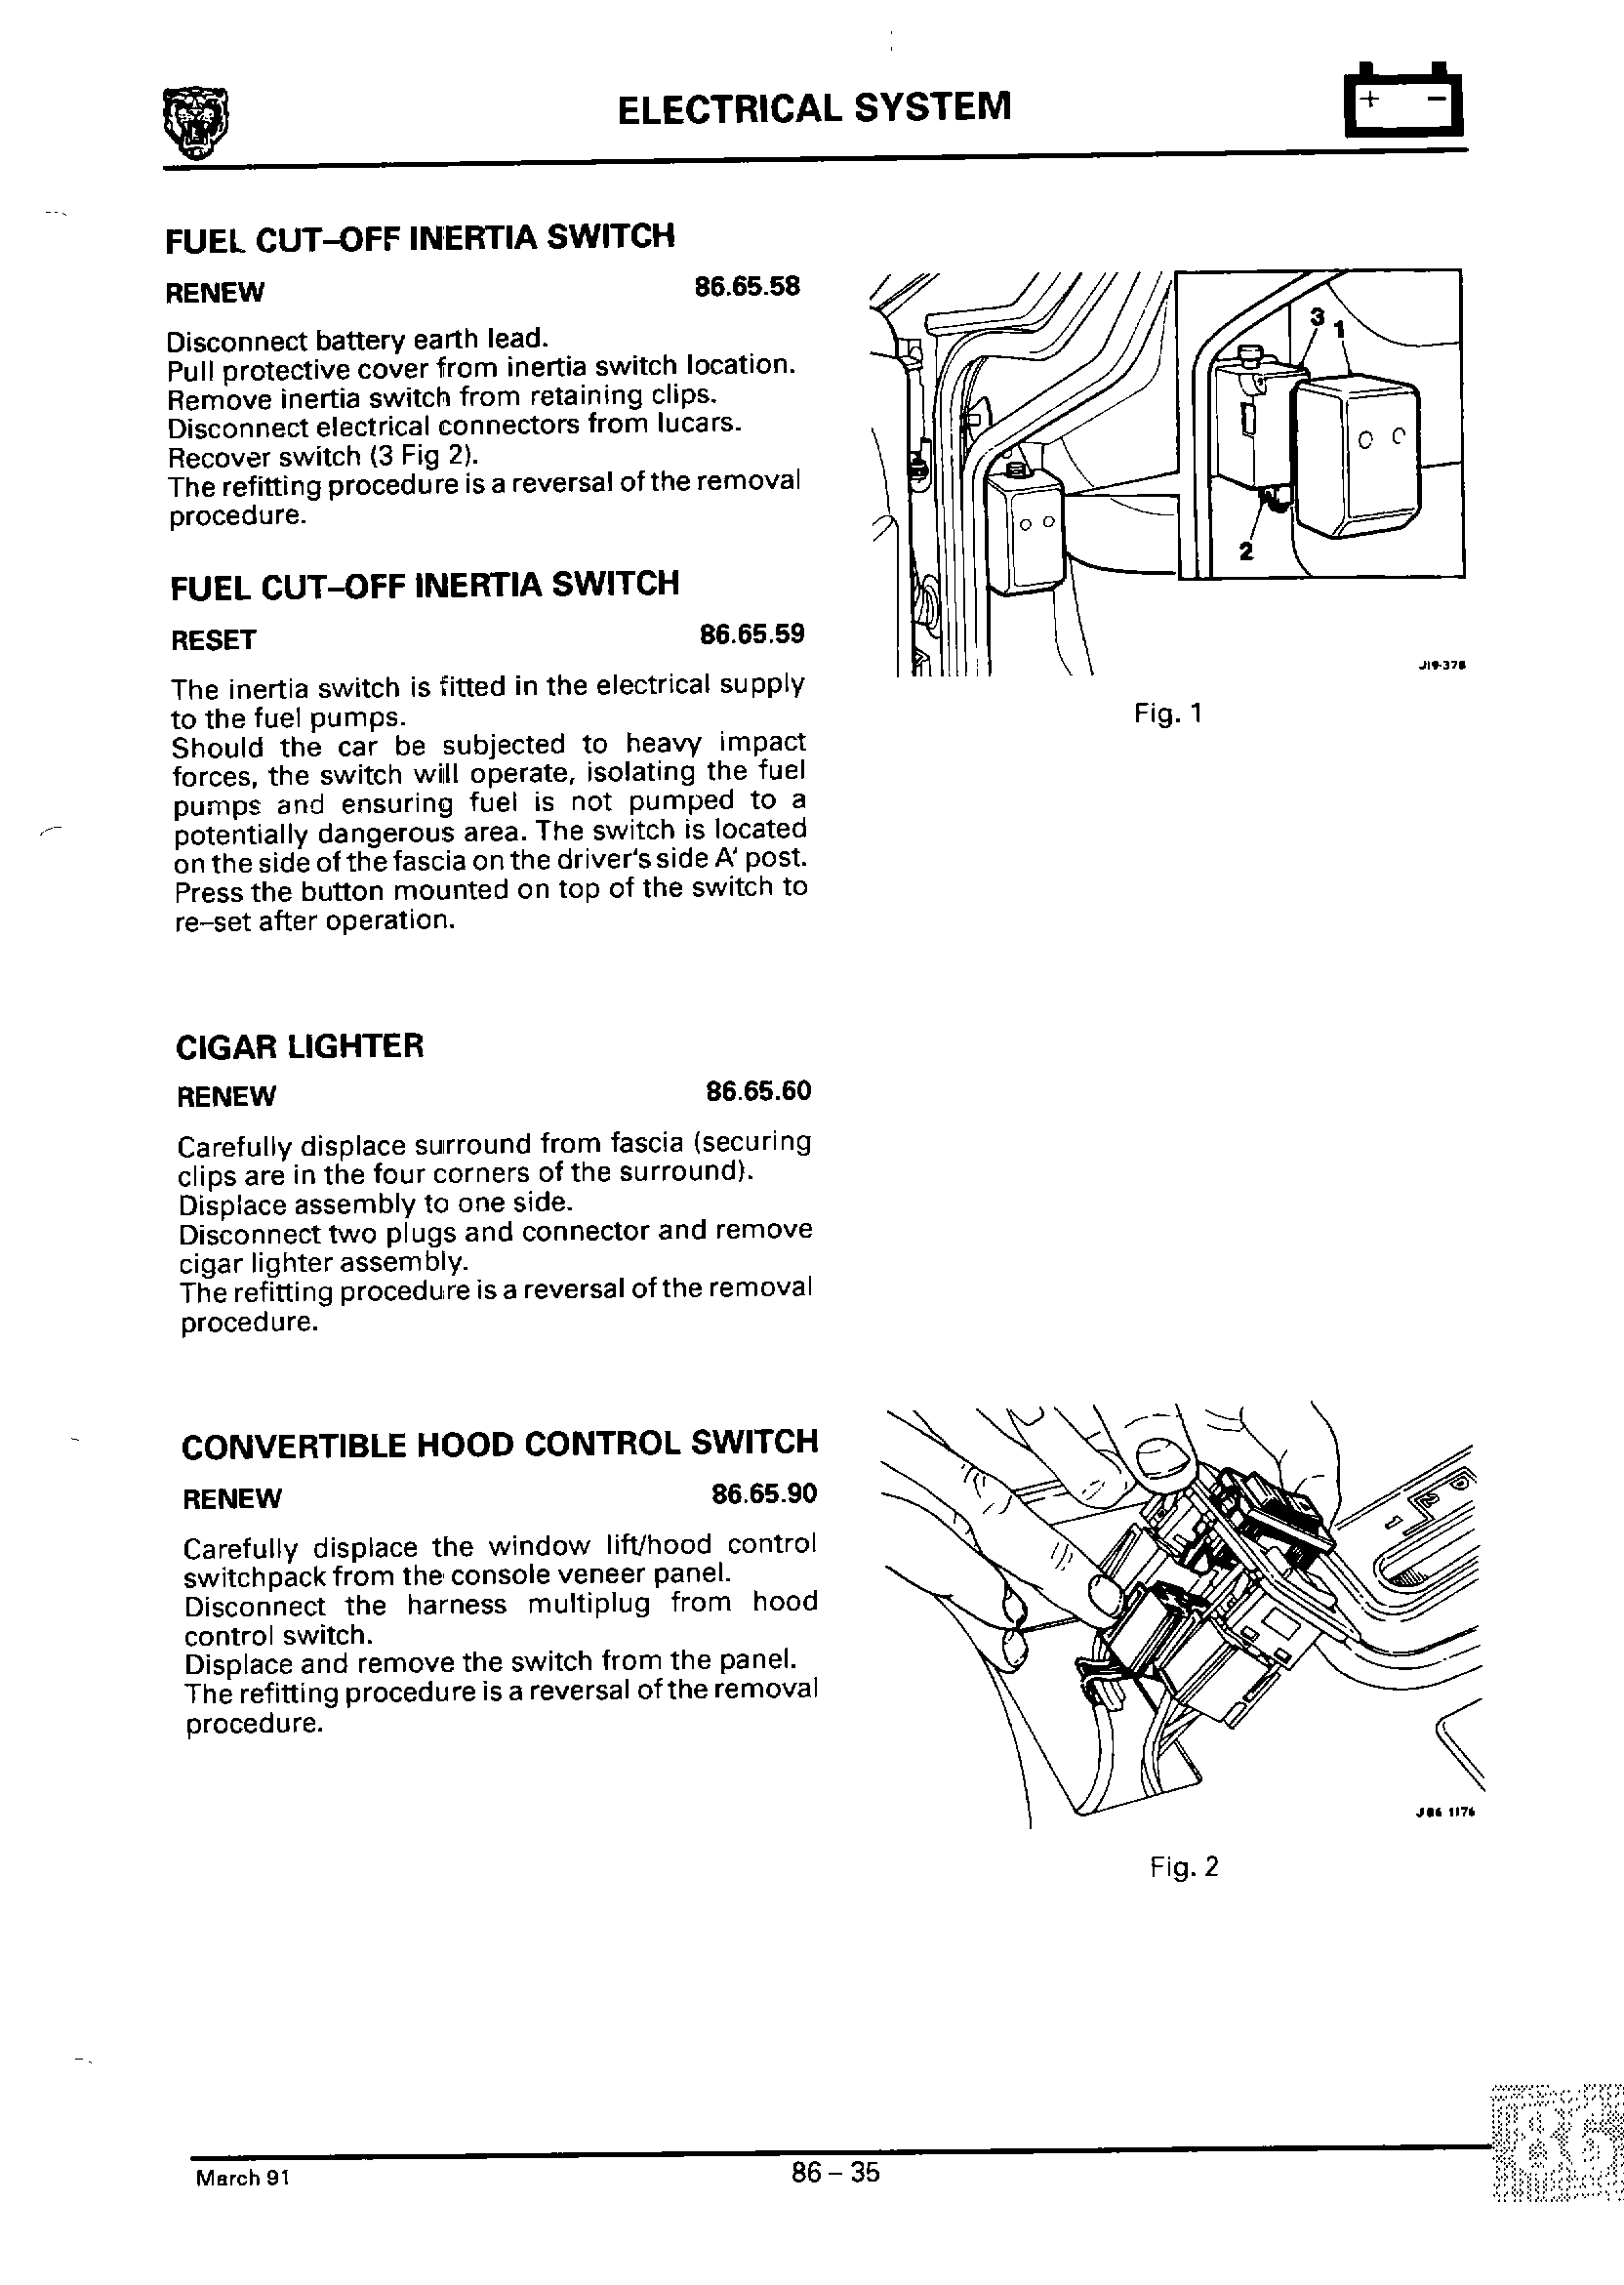 ELECTRICAL SYSTEM
+ −
FUEL CUT–OFF INERTIA SWITCH
RENEW 86.65.58
Disconnect battery earth lead.
Pull protective cover from inertia switch location.
Remove inertia switch from retaining clips.
Disconnect electrical connectors from lucars.
Recover switch (3 Fig 2).
The refitting procedure is a reversal of the removal
procedure.
FUEL CUT–OFF INERTIA SWITCH
RESET 86.65.59
The inertia switch is fitted in the electrical supply
to the fuel pumps.
Should the car be subjected to heavy impact
forces, the switch will operate, isolating the fuel
pumps and ensuring fuel is not pumped to a
potentially dangerous area. The switch is located
on the side of the fascia on the driver's side A' post.
Press the button mounted on top of the switch to
re–set after operation.
CIGAR LIGHTER
RENEW 86.65.60
Carefully displace surround from fascia (securing
clips are in the four corners of the surround).
Displace assembly to one side.
Disconnect two plugs and connector and remove
cigar lighter assembly.
The refitting procedure is a reversal of the removal
procedure.
CONVERTIBLE HOOD CONTROL SWITCH
RENEW 86.65.90
Carefully displace the window lift/hood control
switchpack from the console veneer panel.
Disconnect the harness multiplug from hood
control switch.
Displace and remove the switch from the panel.
The refitting procedure is a reversal of the removal
procedure.
3 1
2
J19-378
Fig. 1
J86 1176
Fig. 2
March 91
86 – 35
86